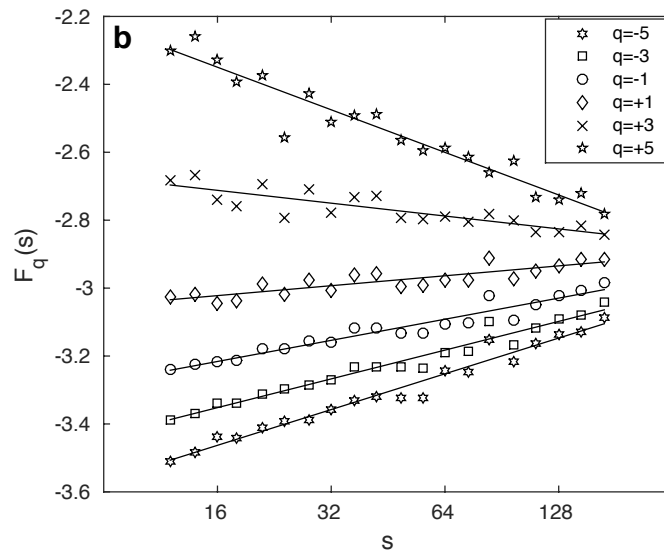 b
q=-5
q=-3
q=-1
q=+1
q=+3
q=+5
-2.2
-2.4
-2.6
-2.8
-3
-3.2
-3.4
-3.6
F_q(s)
16
32
64
128
s